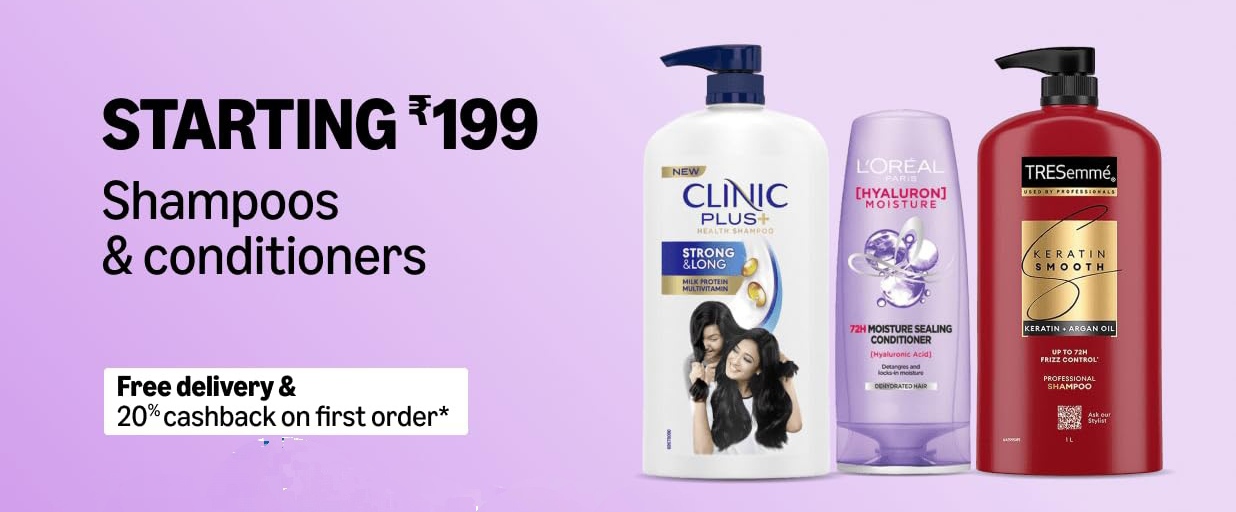 STARTING ₹199
Shampoos
& conditioners
Free delivery &
20% cashback on first order*
NEW
CLINIC
PLUS+
HEALTH SHAMPOO
STRONG
&LONG
MILK PROTEIN
MULTIVITAMIN
L'ORÉAL
PARIS
[HYALURON]
MOISTURE
72H MOISTURE SEALING
CONDITIONER
[Hyaluronic Acid]
Detangles and
locks-in moisture
DEHYDRATED HAIR
TRESemmé®
USED BY PROFESSIONALS
KERATIN
SMOOTH
KERATIN + ARGAN OIL
UP TO 72H
FRIZZ CONTROL*
PROFESSIONAL
SHAMPOO
Ask our
Stylist
1 L